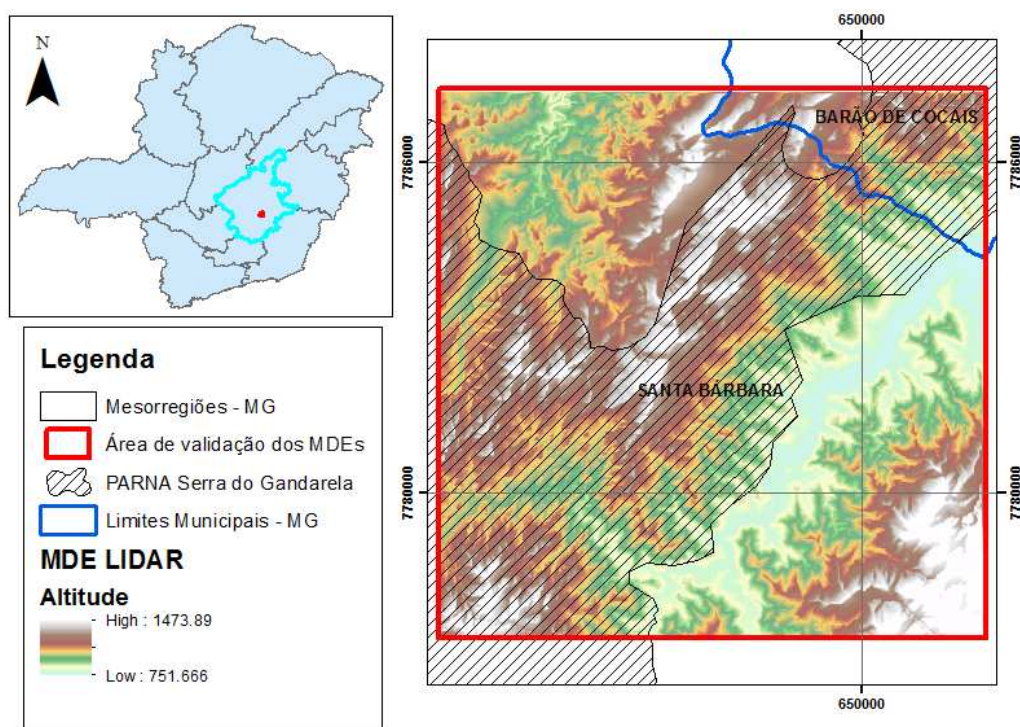 N
Legenda
Mesorregiões - MG
Área de validação dos MDEs
PARNA Serra do Gandarela
Limites Municipais - MG
MDE LIDAR
Altitude
High : 1473.89
Low : 751.666
650000
BARÃO DE COCAIS
7786000
7786000
SANTA BÁRBARA
7780000
7780000
650000